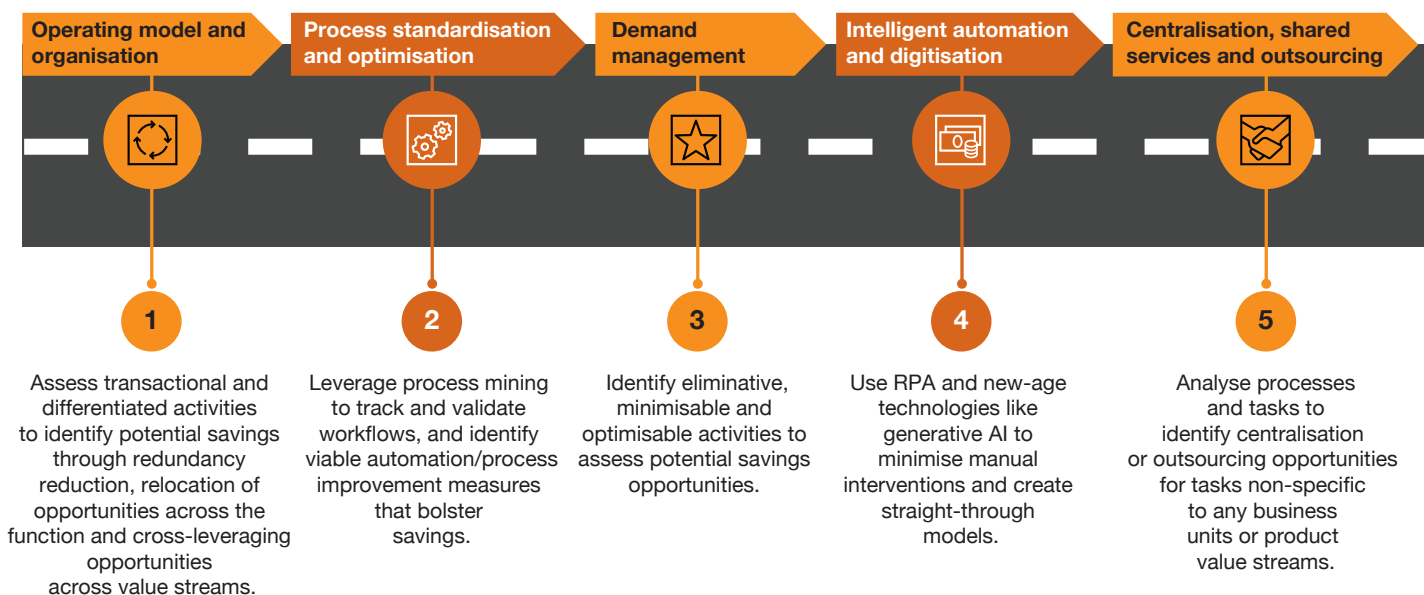 Operating model and
organisation
Process standardisation
and optimisation
Demand
management
Intelligent automation
and digitisation
Centralisation, shared
services and outsourcing
1
Assess transactional and
differentiated activities
to identify potential savings
through redundancy
reduction, relocation of
opportunities across the
function and cross-leveraging
opportunities
across value streams.
2
Leverage process mining
to track and validate
workflows, and identify
viable automation/process
improvement measures
that bolster
savings.
3
Identify eliminative,
minimisable and
optimisable activities to
assess potential savings
opportunities.
4
Use RPA and new-age
technologies like
generative AI to
minimise manual
interventions and create
straight-through
models.
5
Analyse processes
and tasks to
identify centralisation
or outsourcing opportunities
for tasks non-specific
to any business
units or product
value streams.